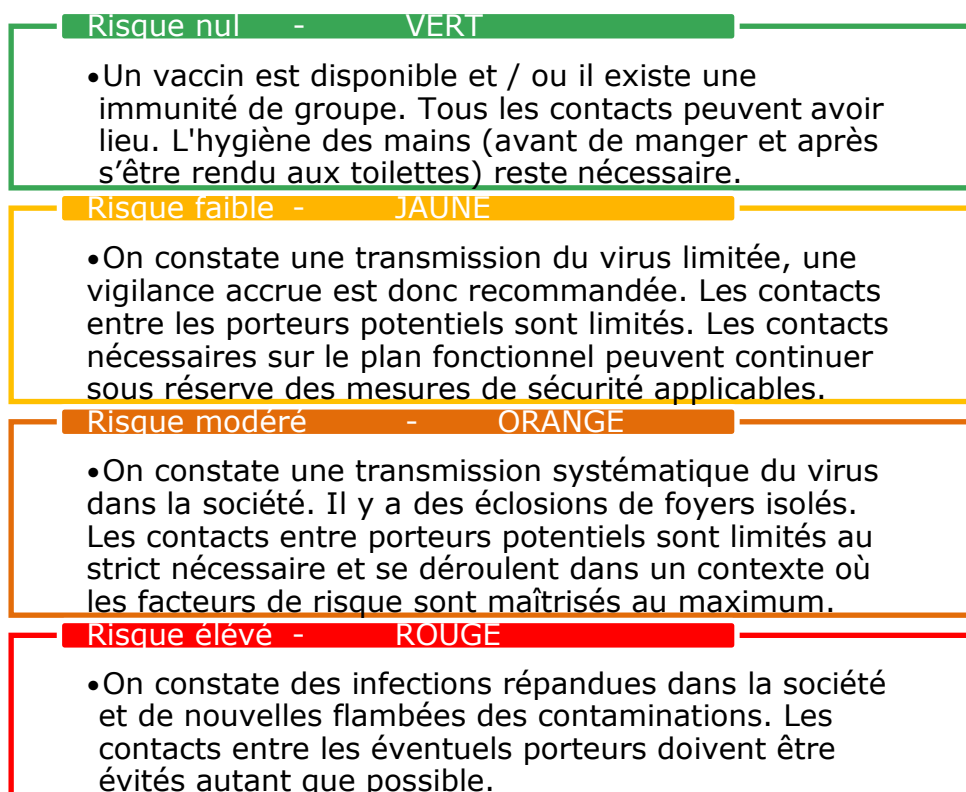 Risque nul - VERT
•Un vaccin est disponible et / ou il existe une
immunité de groupe. Tous les contacts peuvent avoir
lieu. L'hygiène des mains (avant de manger et après
s’être rendu aux toilettes) reste nécessaire.
Risque faible - JAUNE
•On constate une transmission du virus limitée, une
vigilance accrue est donc recommandée. Les contacts
entre les porteurs potentiels sont limités. Les contacts
nécessaires sur le plan fonctionnel peuvent continuer
sous réserve des mesures de sécurité applicables.
Risque modéré - ORANGE
•On constate une transmission systématique du virus
dans la société. Il y a des éclosions de foyers isolés.
Les contacts entre porteurs potentiels sont limités au
strict nécessaire et se déroulent dans un contexte où
les facteurs de risque sont maîtrisés au maximum.
Risque élévé - ROUGE
•On constate des infections répandues dans la société
et de nouvelles flambées des contaminations. Les
contacts entre les éventuels porteurs doivent être
évités autant que possible.